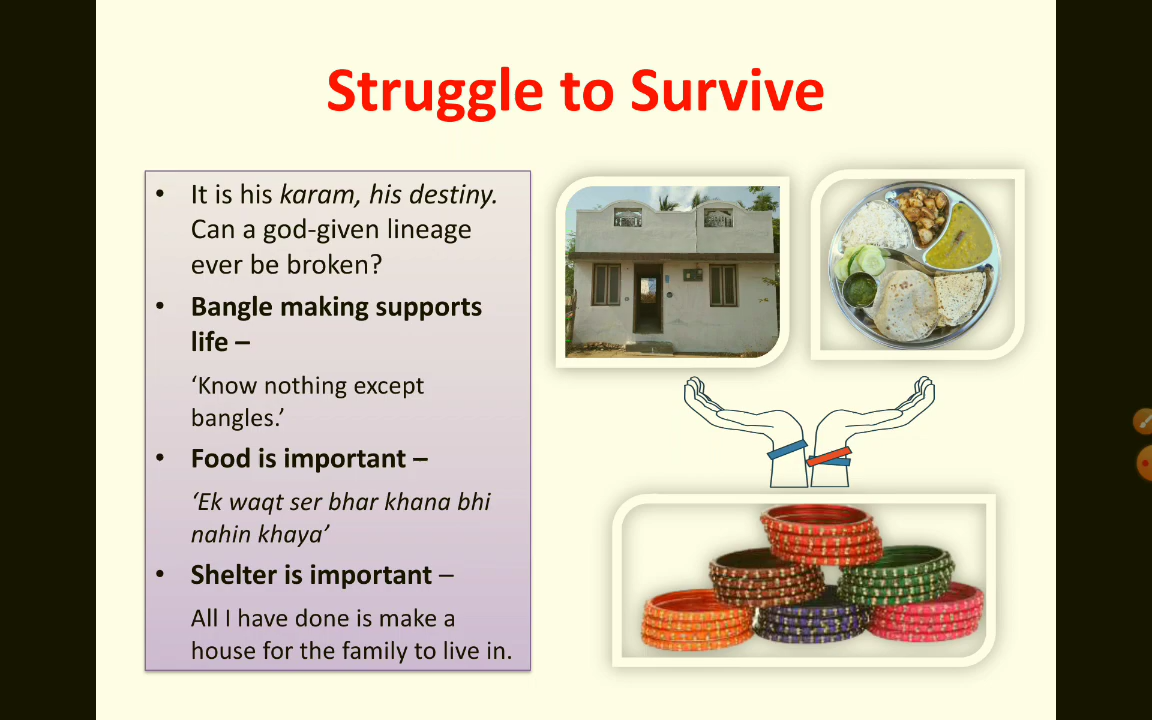 Struggle to Survive
• It is his karam, his destiny.
Can a god-given lineage
ever be broken?
• Bangle making supports
life –
‘Know nothing except
bangles.’
• Food is important –
‘Ek waqt ser bhar khana bhi
nahin khaya’
• Shelter is important –
All I have done is make a
house for the family to live in.